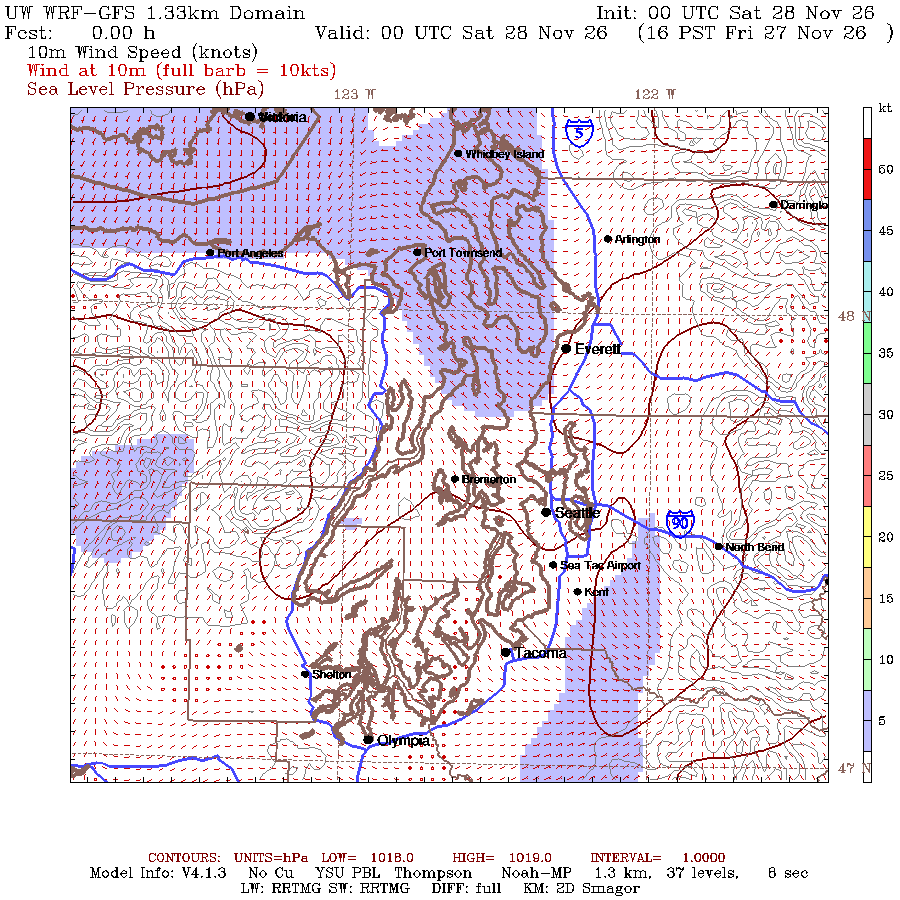 UW WRF-GFS 1.33km Domain Init: 00 UTC Sat 28 Nov 26
Fcst: 0.00 h Valid: 00 UTC Sat 28 Nov 26 (16 PST Fri 27 Nov 26 )
10m Wind Speed (knots)
Wind at 10m (full barb = 10kts)
Sea Level Pressure (hPa)
123 W 122 W
kt
Victoria
5
Whidbey Island
50
Darringto
45
Arlington
Port Angeles
Port Townsend
40
48 N
Everett
35
30
Bremerton
25
Seattle
90
20
North Bend
Sea Tac Airport
Kent
15
Tacoma
10
Shelton
5
Olympia
47 N
CONTOURS: UNITS=hPa LOW= 1018.0 HIGH= 1019.0 INTERVAL= 1.0000
Model Info: V4.1.3 No Cu YSU PBL Thompson Noah-MP 1.3 km, 37 levels, 8 sec
LW: RRTMG SW: RRTMG DIFF: full KM: 2D Smagor